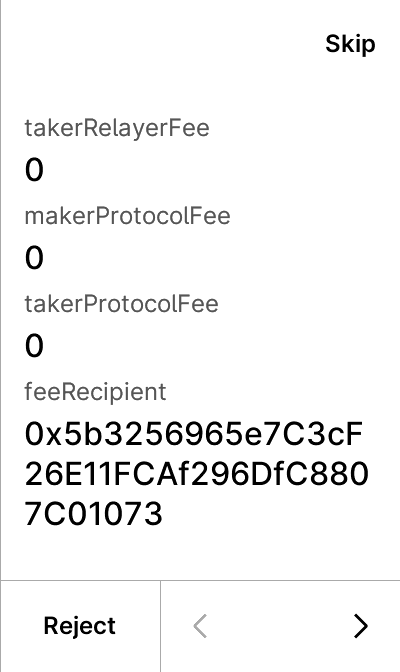 Skip
takerRelayerFee
0
makerProtocolFee
0
takerProtocolFee
0
feeRecipient
0x5b3256965e7C3cF
26E11FCAf296DfC880
7C01073
Reject